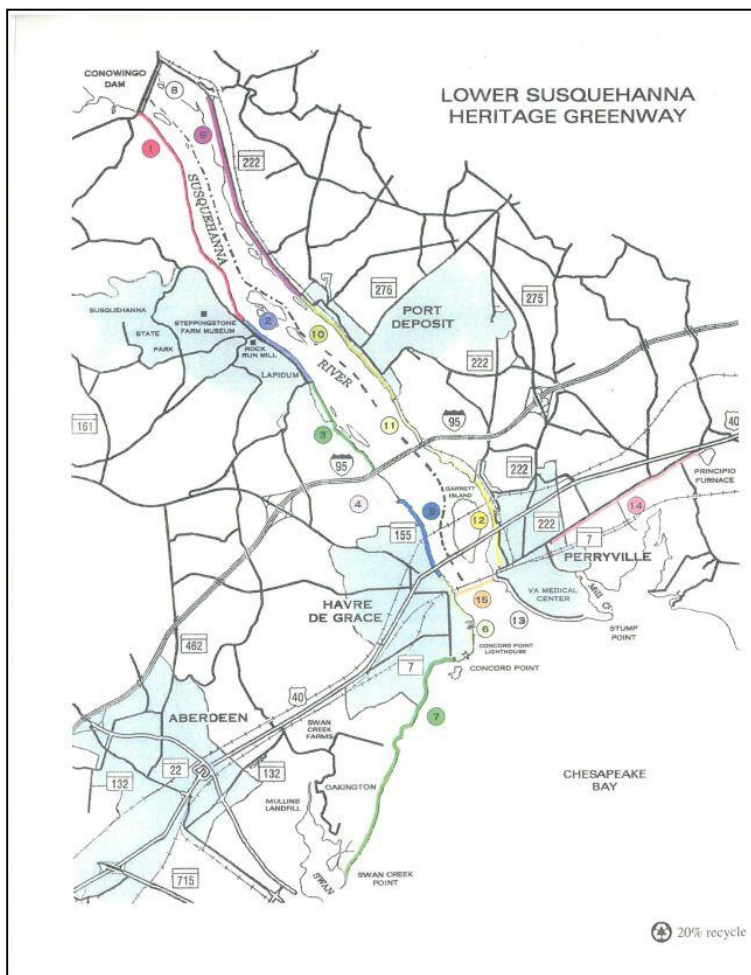 LOWER SUSQUEHANNA
HERITAGE GREENWAY
CONOWINGO
DAM
8
9
1
222
SUSQUEHANNA
276
275
PORT
DEPOSIT
SUSQUEHANNA
STATE
PARK
STEPPINGSTONE
FARM MUSEUM
2
10
ROCK
RUN MILL
LAPIDUM
RIVER
222
161
3
11
95
95
40
4
GARRETT
ISLAND
222
PRINCIPIO
FURNACE
155
5
12
222
14
7
PERRYVILLE
HAVRE
DE GRACE
15
VA MEDICAL
CENTER
Mill Cr.
13
6
STUMP
POINT
CONCORD POINT
LIGHTHOUSE
462
7
CONCORD POINT
40
7
ABERDEEN
SWAN
CREEK
FARMS
22
132
132
OAKINGTON
MULLINS
LANDFILL
CHESAPEAKE
BAY
715
SWAN
SWAN CREEK
POINT
20% recycle